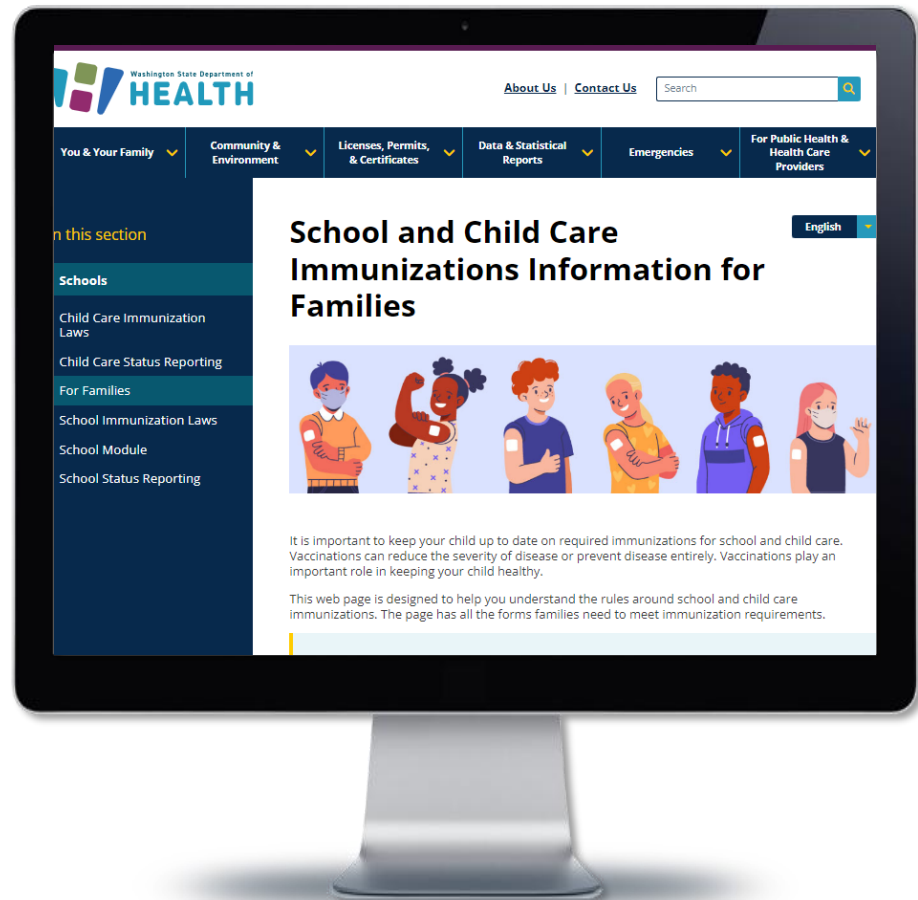 Washington State Department of
HEALTH
About Us | Contact Us
Search
You & Your Family
Community &
Environment
Licenses, Permits,
& Certificates
Data & Statistical
Reports
Emergencies
For Public Health &
Health Care
Providers
n this section
Schools
Child Care Immunization
Laws
Child Care Status Reporting
For Families
School Immunization Laws
School Module
School Status Reporting
English
School and Child Care
Immunizations Information for
Families
It is important to keep your child up to date on required immunizations for school and child care.
Vaccinations can reduce the severity of disease or prevent disease entirely. Vaccinations play an
important role in keeping your child healthy.
This web page is designed to help you understand the rules around school and child care
immunizations. The page has all the forms families need to meet immunization requirements.